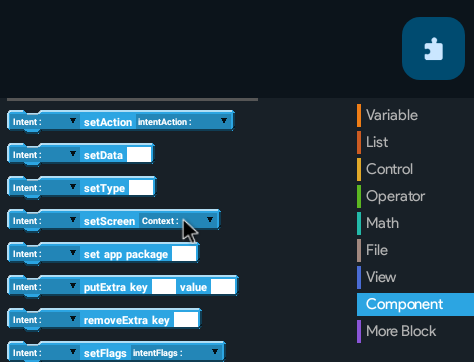 Intent: setAction intentAction:
Intent: setData
Intent: setType
Intent: setScreen Context:
Intent: set app package
Intent: putExtra key value
Intent: removeExtra key
Intent: setFlags intentFlags:
Variable
List
Control
Operator
Math
File
View
Component
More Block